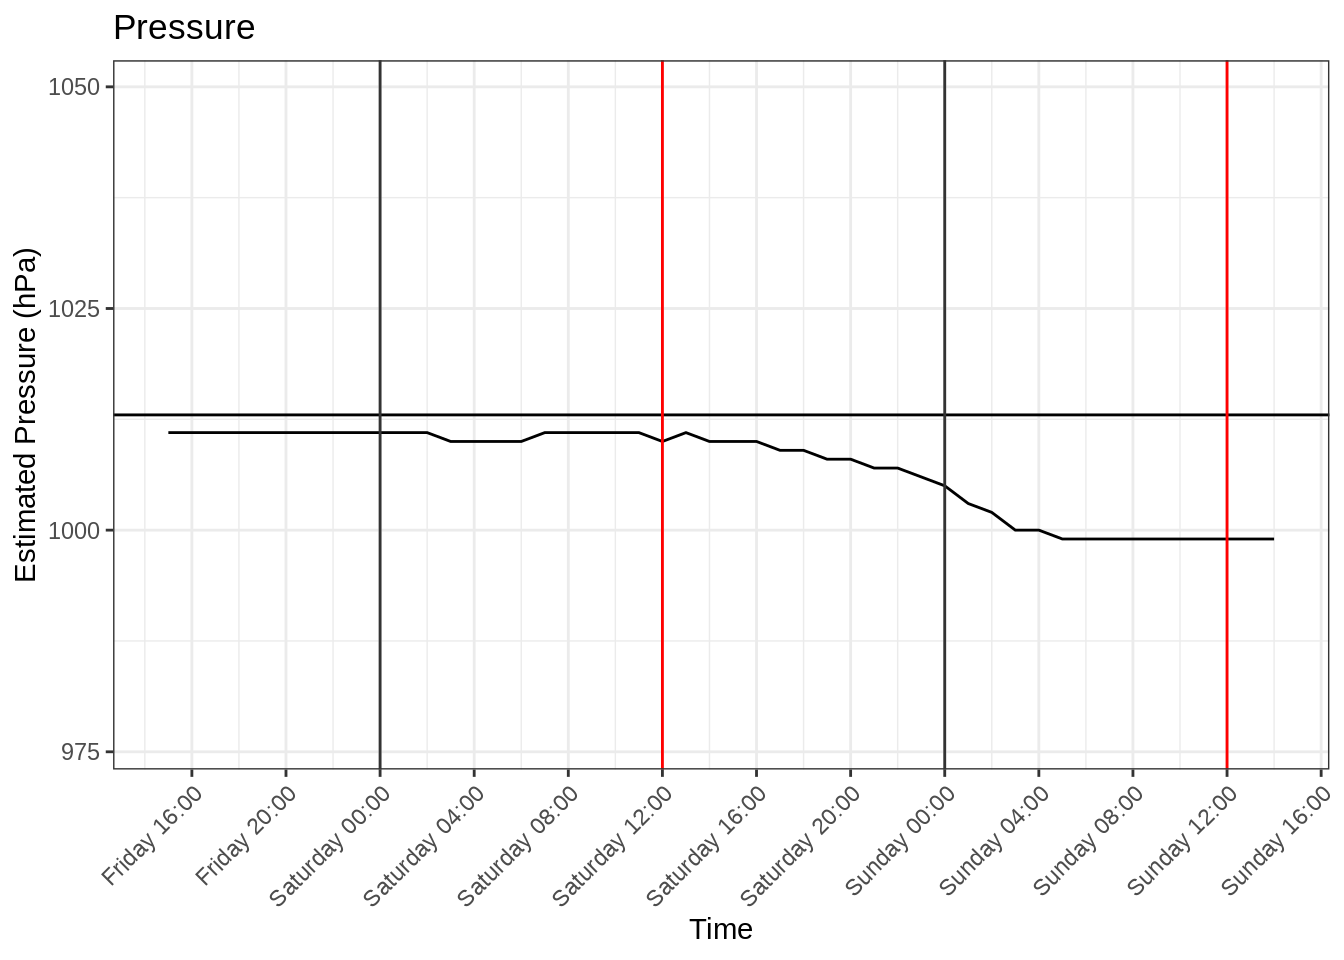 Pressure
Estimated Pressure (hPa)
1050
1025
1000
975
Friday 16:00
Friday 20:00
Saturday 00:00
Saturday 04:00
Saturday 08:00
Saturday 12:00
Saturday 16:00
Saturday 20:00
Sunday 00:00
Sunday 04:00
Sunday 08:00
Sunday 12:00
Sunday 16:00
Time